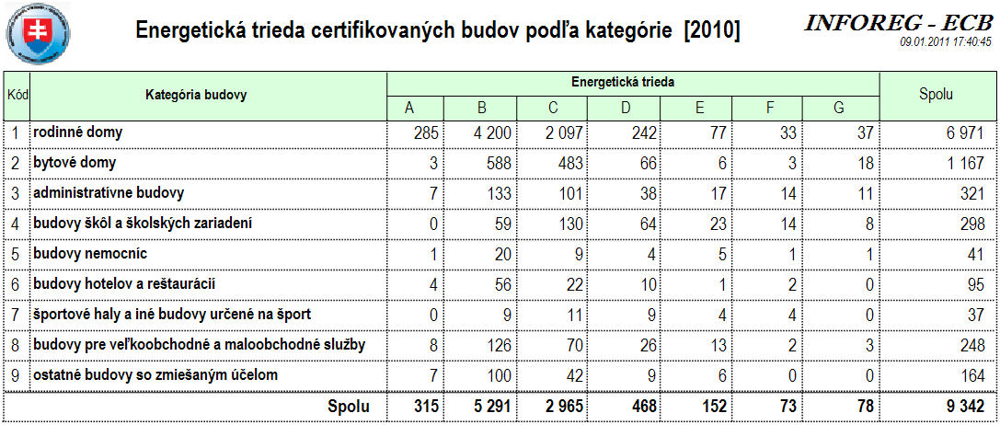 Energetická trieda certifikovaných budov podľa kategórie [2010]
INFOREG - ECB
09.01.2011 17:40:45
Kód Kategória budovy Energetická trieda Spolu
A B C D E F G
1 rodinné domy 285 4 200 2 097 242 77 33 37 6 971
2 bytové domy 3 588 483 66 6 3 18 1 167
3 administratívne budovy 7 133 101 38 17 14 11 321
4 budovy škôl a školských zariadení 0 59 130 64 23 14 8 298
5 budovy nemocníc 1 20 9 4 5 1 1 41
6 budovy hotelov a reštaurácií 4 56 22 10 1 2 0 95
7 športové haly a iné budovy určené na šport 0 9 11 9 4 4 0 37
8 budovy pre veľkoobchodné a maloobchodné služby 8 126 70 26 13 2 3 248
9 ostatné budovy so zmiešaným účelom 7 100 42 9 6 0 0 164
Spolu 315 5 291 2 965 468 152 73 78 9 342